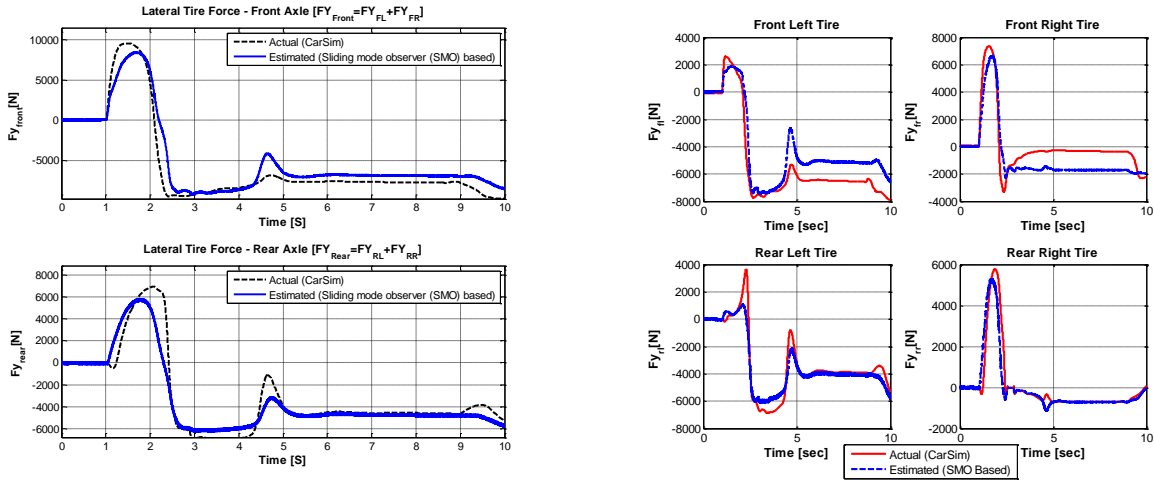 Lateral Tire Force - Front Axle [FY_Front=FY_FL+FY_FR]
Actual (CarSim)
Estimated (Sliding mode observer (SMO) based)
Fy_front[N]
10000
5000
0
-5000
0 1 2 3 4 5 6 7 8 9 10
Time [S]
Lateral Tire Force - Rear Axle [FY_Rear=FY_RL+FY_RR]
Actual (CarSim)
Estimated (Sliding mode observer (SMO) based)
Fy_rear[N]
8000
6000
4000
2000
0
-2000
-4000
-6000
0 1 2 3 4 5 6 7 8 9 10
Time [S]
Front Left Tire
Fy_fl[N]
4000
2000
0
-2000
-4000
-6000
-8000
0 5 10
Time [sec]
Front Right Tire
Fy_fr[N]
8000
6000
4000
2000
0
-2000
-4000
0 5 10
Time [sec]
Rear Left Tire
Fy_rl[N]
4000
2000
0
-2000
-4000
-6000
-8000
0 5 10
Time [sec]
Rear Right Tire
Fy_rr[N]
6000
4000
2000
0
-2000
0 5 10
Time [sec]
Actual (CarSim)
Estimated (SMO Based)